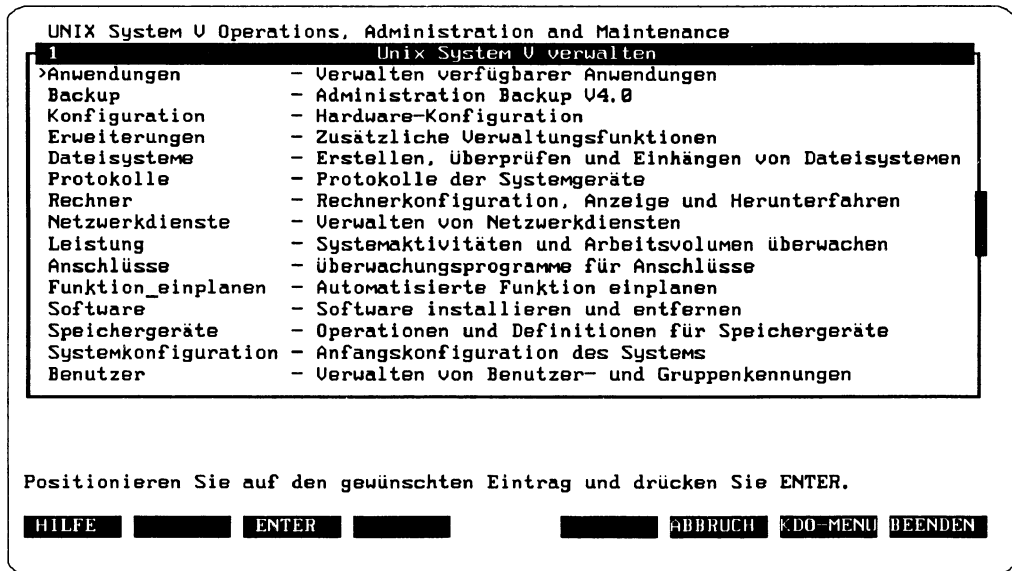 UNIX System V Operations, Administration and Maintenance
1 Unix System V verwalten
>Anwendungen - Verwalten verfügbarer Anwendungen
Backup - Administration Backup V4.0
Konfiguration - Hardware-Konfiguration
Erweiterungen - Zusätzliche Verwaltungsfunktionen
Dateisysteme - Erstellen, Überprüfen und Einhängen von Dateisystemen
Protokolle - Protokolle der Systemgeräte
Rechner - Rechnerkonfiguration, Anzeige und Herunterfahren
Netzwerkdienste - Verwalten von Netzwerkdiensten
Leistung - Systemaktivitäten und Arbeitsvolumen überwachen
Anschlüsse - Überwachungsprogramme für Anschlüsse
Funktion_einplanen - Automatisierte Funktion einplanen
Software - Software installieren und entfernen
Speichergeräte - Operationen und Definitionen für Speichergeräte
Systemkonfiguration - Anfangskonfiguration des Systems
Benutzer - Verwalten von Benutzer- und Gruppenkennungen
Positionieren Sie auf den gewünschten Eintrag und drücken Sie ENTER.
HILFE ENTER ABBRUCH KDO-MENU BEENDEN